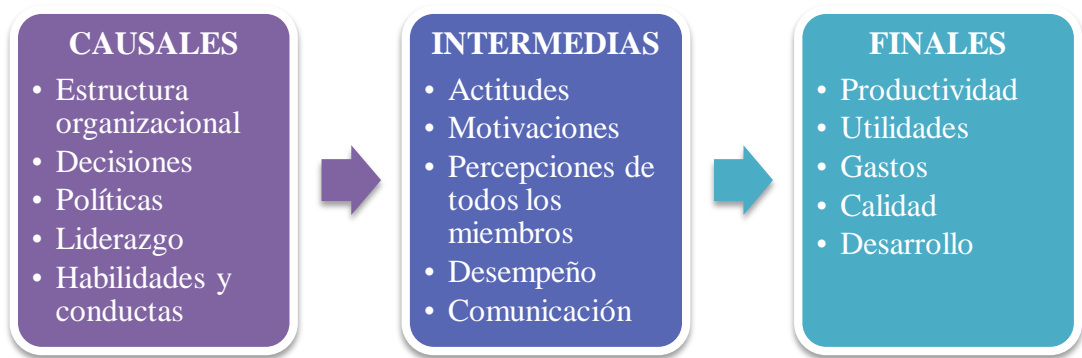 CAUSALES
• Estructura
organizacional
• Decisiones
• Políticas
• Liderazgo
• Habilidades y
conductas
INTERMEDIAS
• Actitudes
• Motivaciones
• Percepciones de
todos los
miembros
• Desempeño
• Comunicación
FINALES
• Productividad
• Utilidades
• Gastos
• Calidad
• Desarrollo